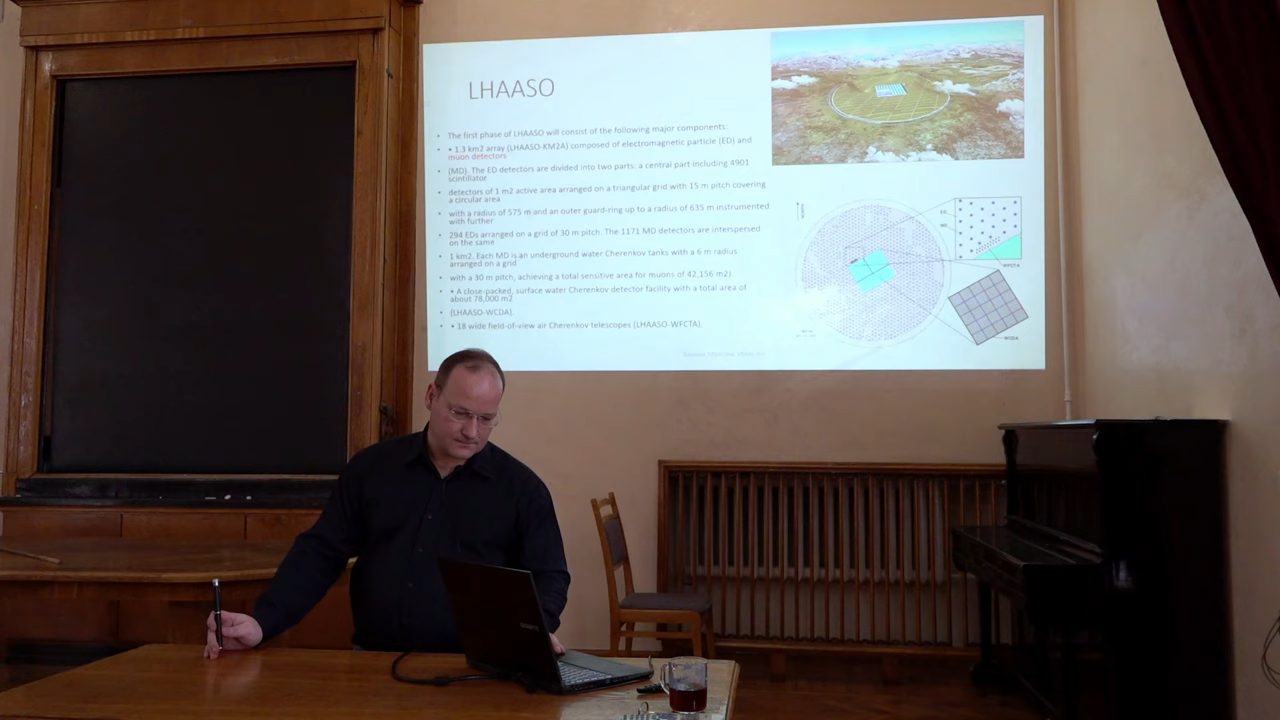 LHAASO
• The first phase of LHAASO will consist of the following major components:
• • 1.3 km2 array (LHAASO-KM2A) composed of electromagnetic particle (ED) and
muon detectors
• (MD). The ED detectors are divided into two parts: a central part including 4901
scintillator
• detectors of 1 m2 active area arranged on a triangular grid with 15 m pitch covering
a circular area
• with a radius of 575 m and an outer guard-ring up to a radius of 635 m instrumented
with further
• 294 EDs arranged on a grid of 30 m pitch. The 1171 MD detectors are interspersed
on the same
• 1 km2. Each MD is an underground water Cherenkov tanks with a 6 m radius
arranged on a grid
• with a 30 m pitch, achieving a total sensitive area for muons of 42,156 m2)
• • A close-packed, surface water Cherenkov detector facility with a total area of
about 78,000 m2
• (LHAASO-WCDA).
• • 18 wide field-of-view air Cherenkov telescopes (LHAASO-WFCTA).
ED
MD
WFCTA
WCDA